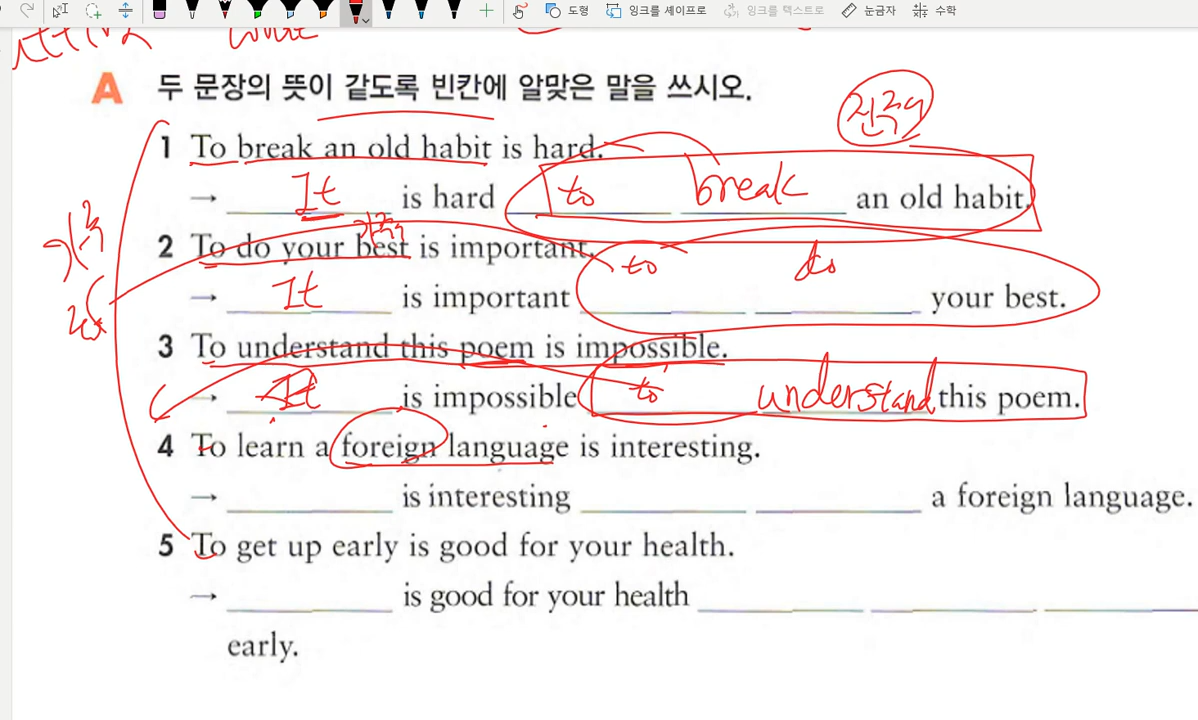 도형 잉크를 셰이프로 잉크를 텍스트로 눈금자 수학
A 두 문장의 뜻이 같도록 빈칸에 알맞은 말을 쓰시오.
진주어
1 To break an old habit is hard.
→ It is hard to break an old habit.
가주어
2 To do your best is important.
→ It is important to do your best.
3 To understand this poem is impossible.
→ It is impossible to understand this poem.
4 To learn a foreign language is interesting.
→ is interesting a foreign language.
5 To get up early is good for your health.
→ is good for your health
early.